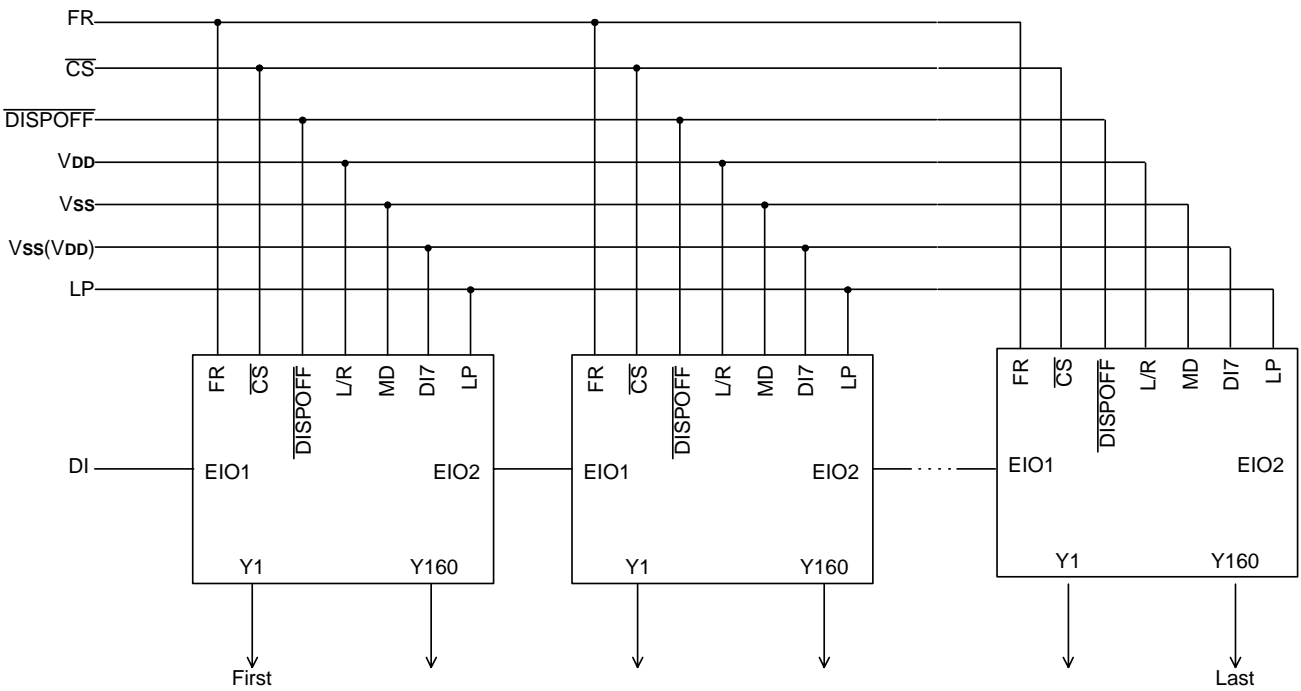 FR
CS
DISPOFF
VDD
Vss
Vss(VDD)
LP
FR CS DISPOFF L/R MD DI7 LP
FR CS DISPOFF L/R MD DI7 LP
FR CS DISPOFF L/R MD DI7 LP
DI
EIO1 EIO2
EIO1 EIO2
EIO1 EIO2
Y1 Y160
Y1 Y160
Y1 Y160
First
Last